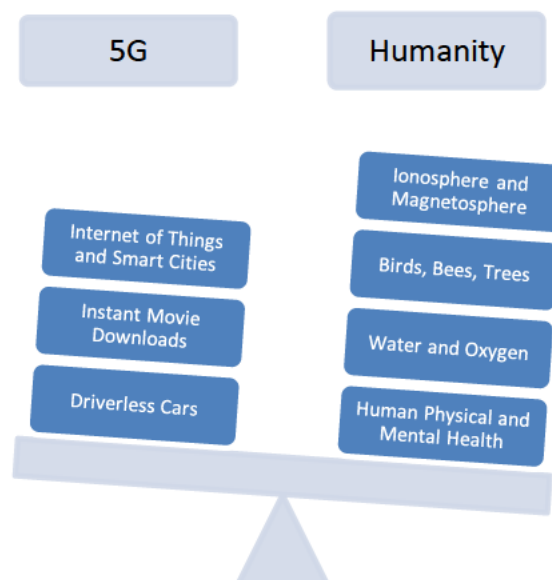 5G
Humanity
Internet of Things
and Smart Cities
Instant Movie
Downloads
Driverless Cars
Ionosphere and
Magnetosphere
Birds, Bees, Trees
Water and Oxygen
Human Physical and
Mental Health